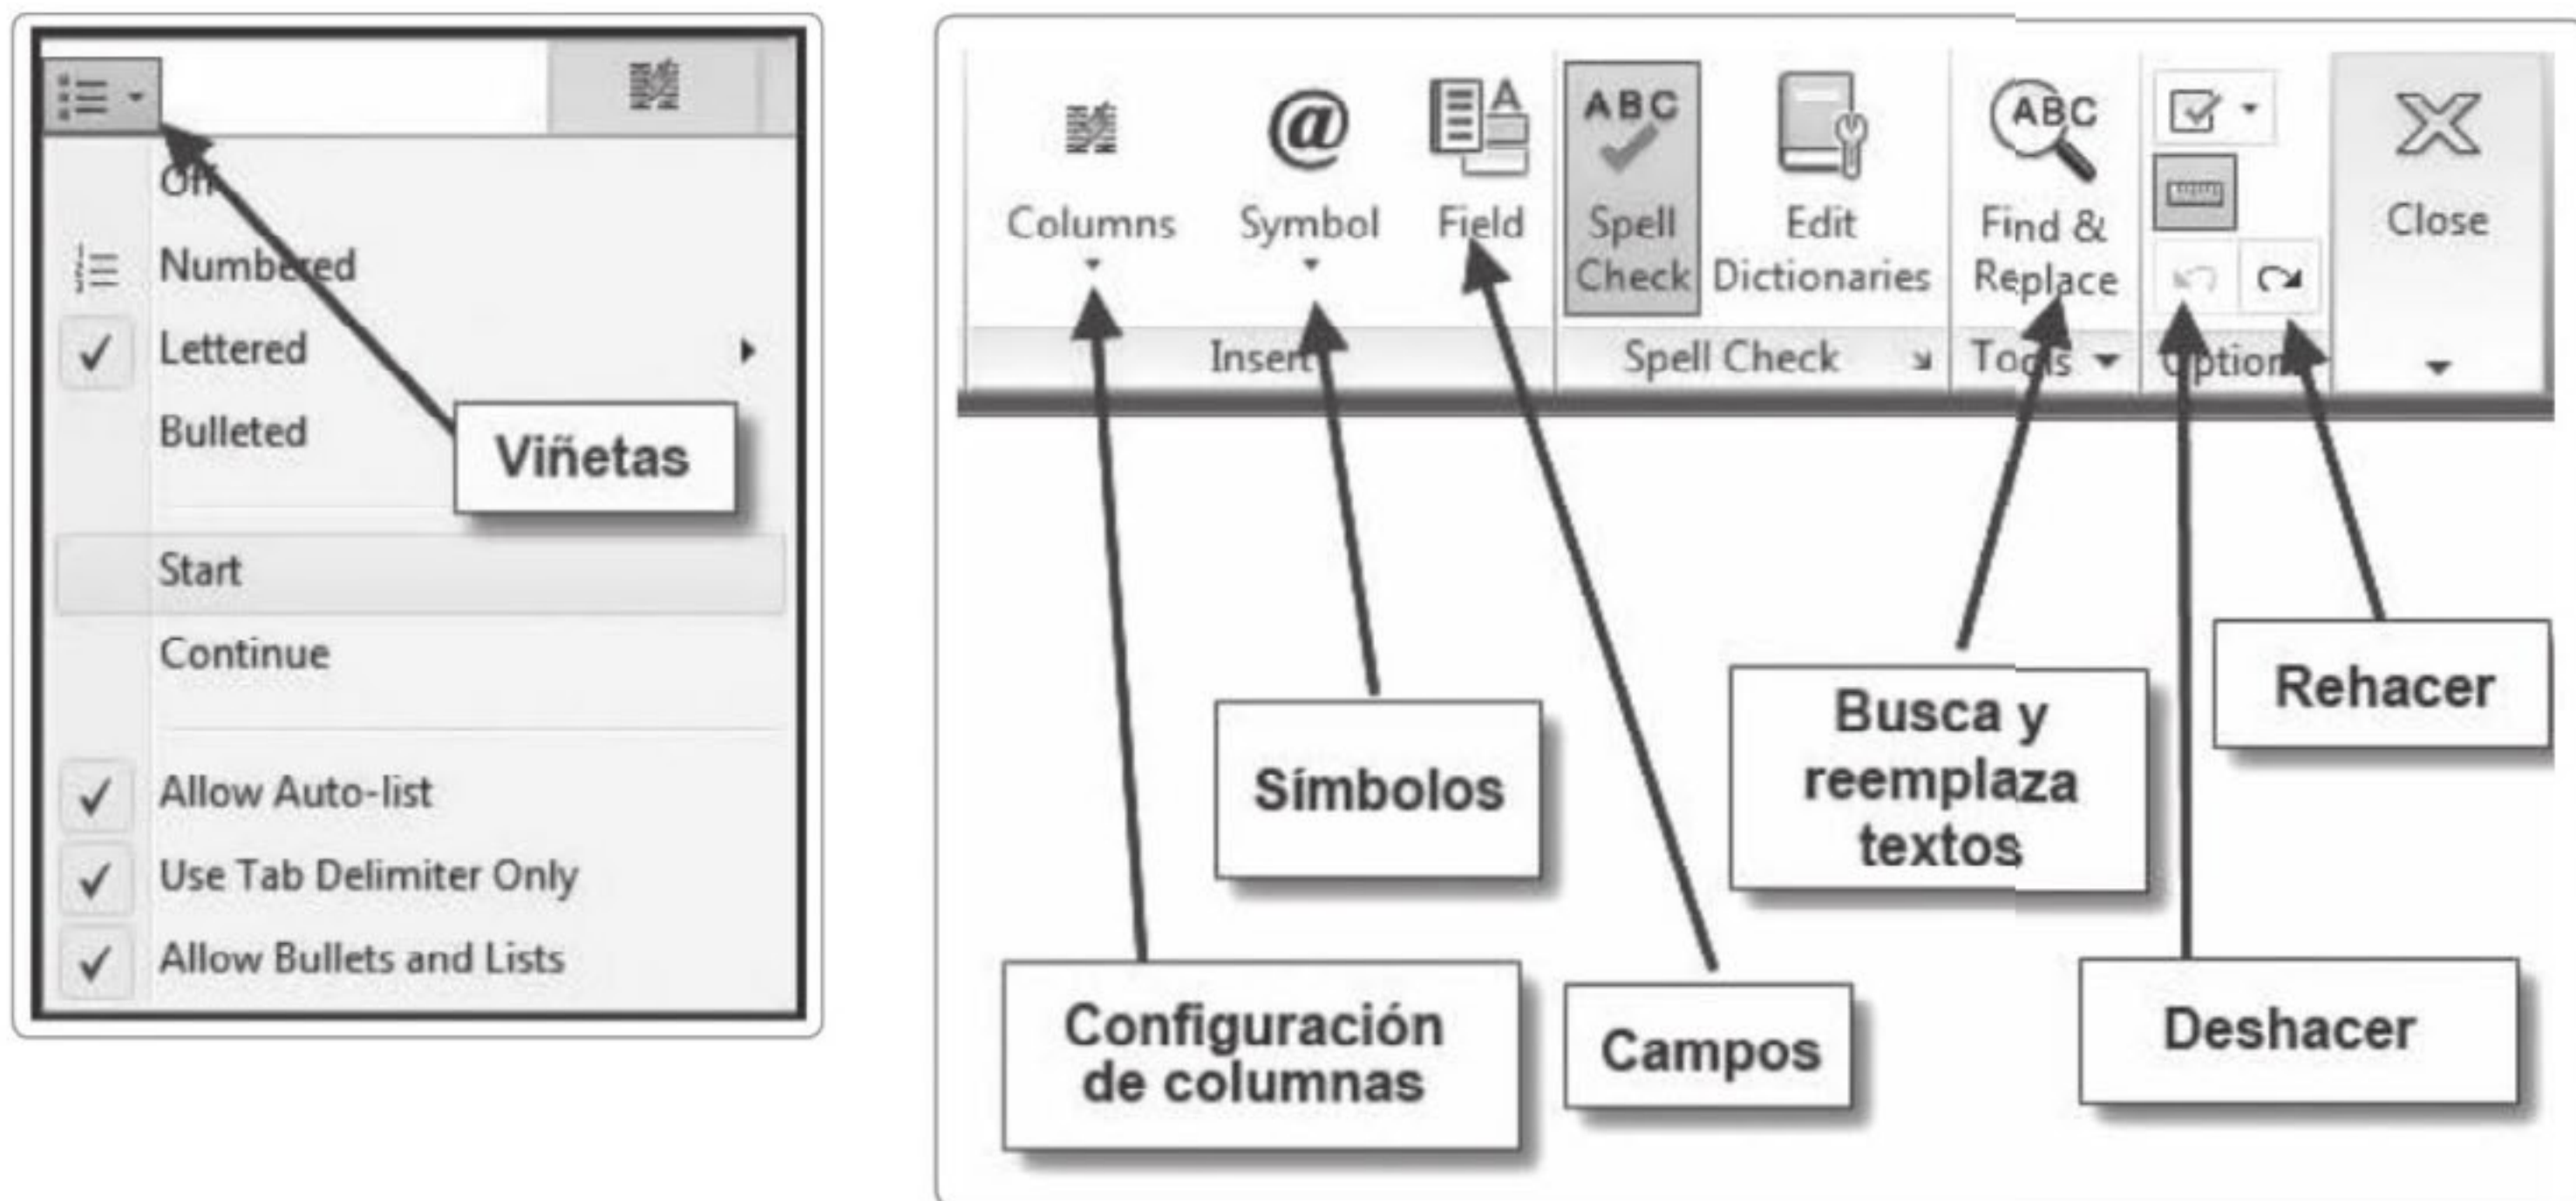 Off
Numbered
Lettered
Bulleted
Viñetas
Start
Continue
Allow Auto-list
Use Tab Delimiter Only
Allow Bullets and Lists
Columns
Symbol
Field
ABC
Spell
Check
Edit
Dictionaries
ABC
Find &
Replace
Close
Insert
Spell Check
Tools
Options
Configuración
de columnas
Símbolos
Campos
Busca y
reemplaza
textos
Deshacer
Rehacer